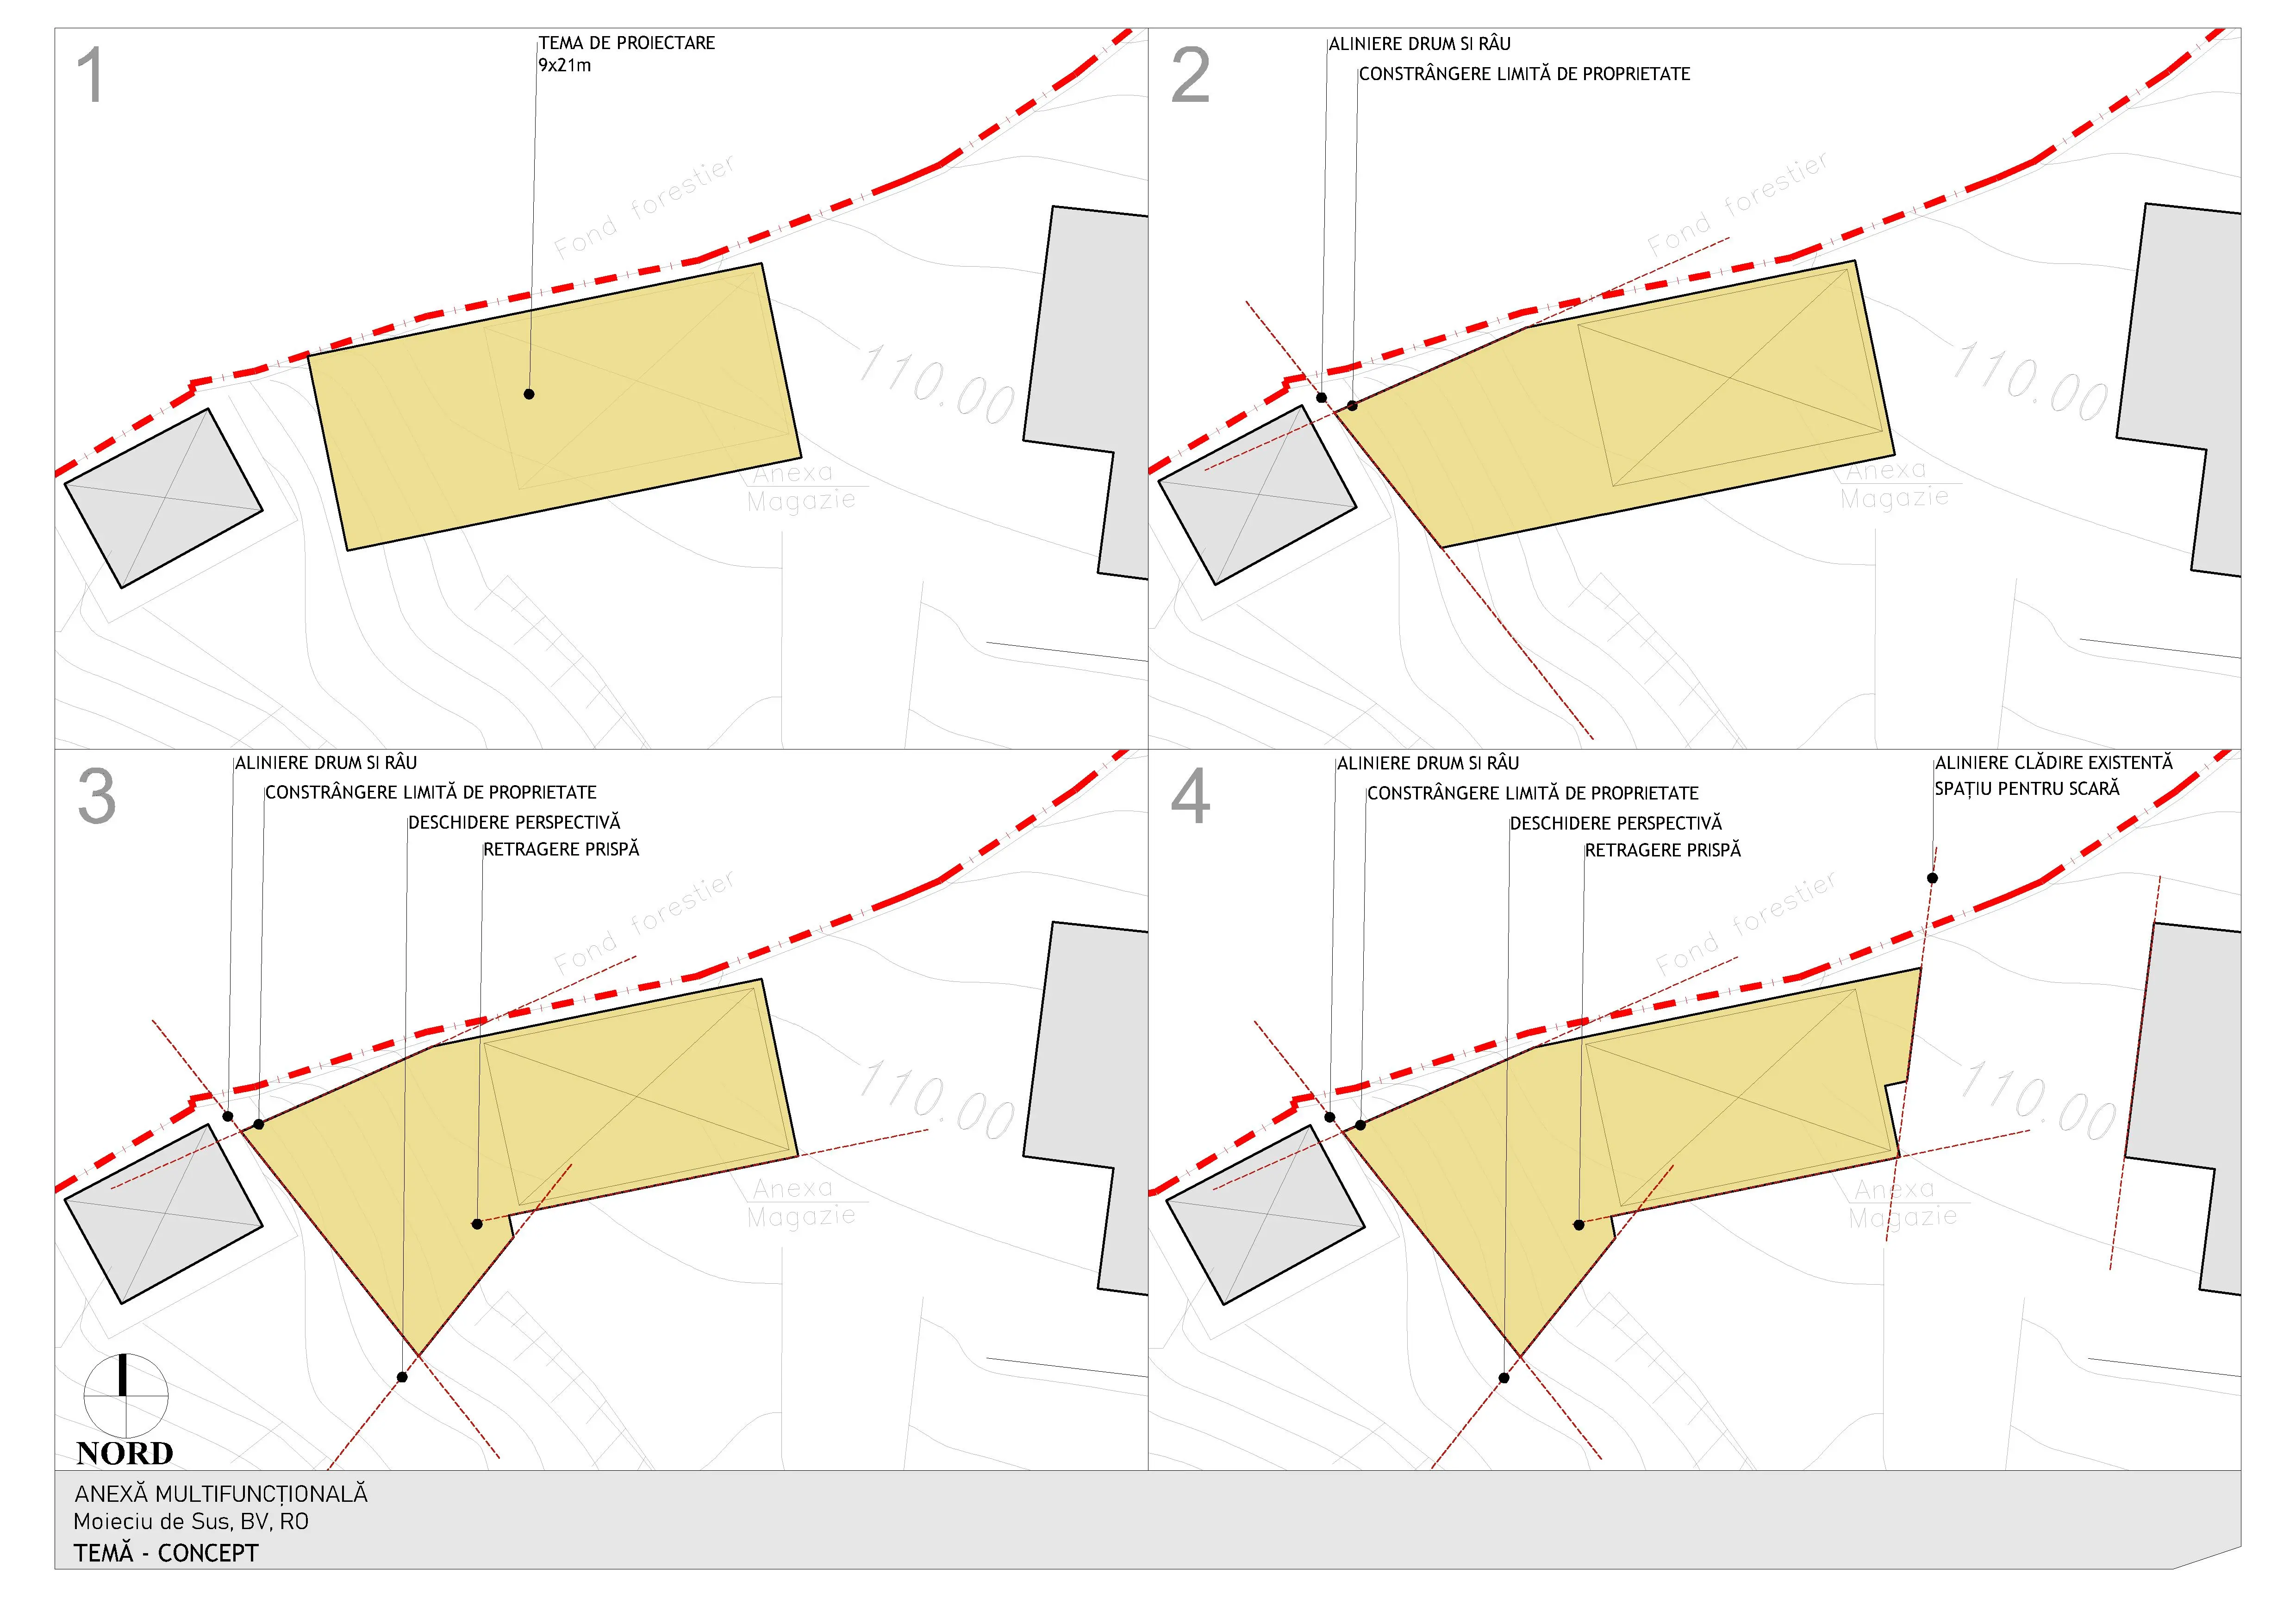 1
TEMA DE PROIECTARE
9x21m
Fond forestier
110.00
Anexa
Magazie
2
ALINIERE DRUM SI RÂU
CONSTRÂNGERE LIMITĂ DE PROPRIETATE
Fond forestier
110.00
Anexa
Magazie
3
ALINIERE DRUM SI RÂU
CONSTRÂNGERE LIMITĂ DE PROPRIETATE
DESCHIDERE PERSPECTIVĂ
RETRAGERE PRISPĂ
Fond forestier
110.00
Anexa
Magazie
NORD
4
ALINIERE DRUM SI RÂU
CONSTRÂNGERE LIMITĂ DE PROPRIETATE
DESCHIDERE PERSPECTIVĂ
RETRAGERE PRISPĂ
ALINIERE CLĂDIRE EXISTENTĂ
SPAȚIU PENTRU SCARĂ
Fond forestier
110.00
Anexa
Magazie
ANEXĂ MULTIFUNCȚIONALĂ
Moieciu de Sus, BV, RO
TEMĂ - CONCEPT